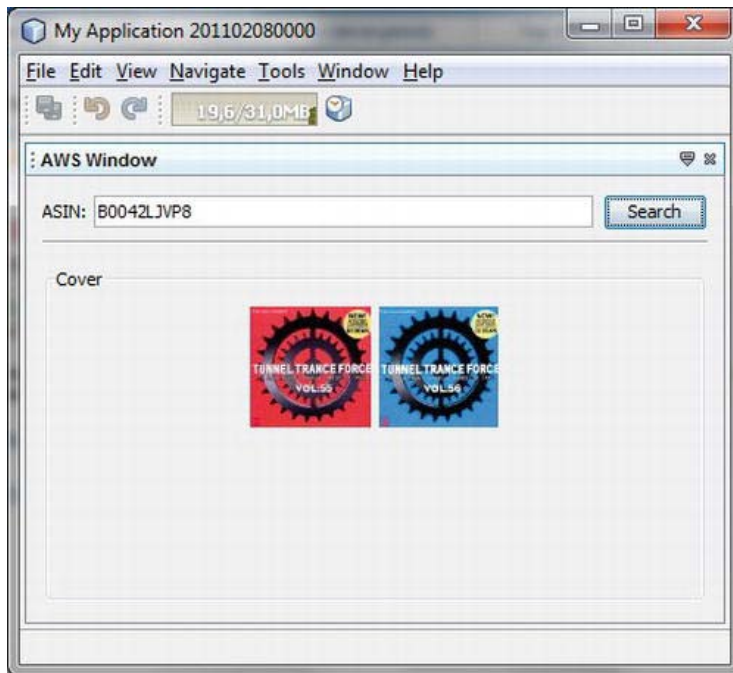 My Application 201102080000
File Edit View Navigate Tools Window Help
19,6/31,0MB
AWS Window
ASIN: B0042LJVP8 Search
Cover
TUNNEL TRANCE FORCE TUNNEL TRANCE FORCE
VOL.55 VOL.56